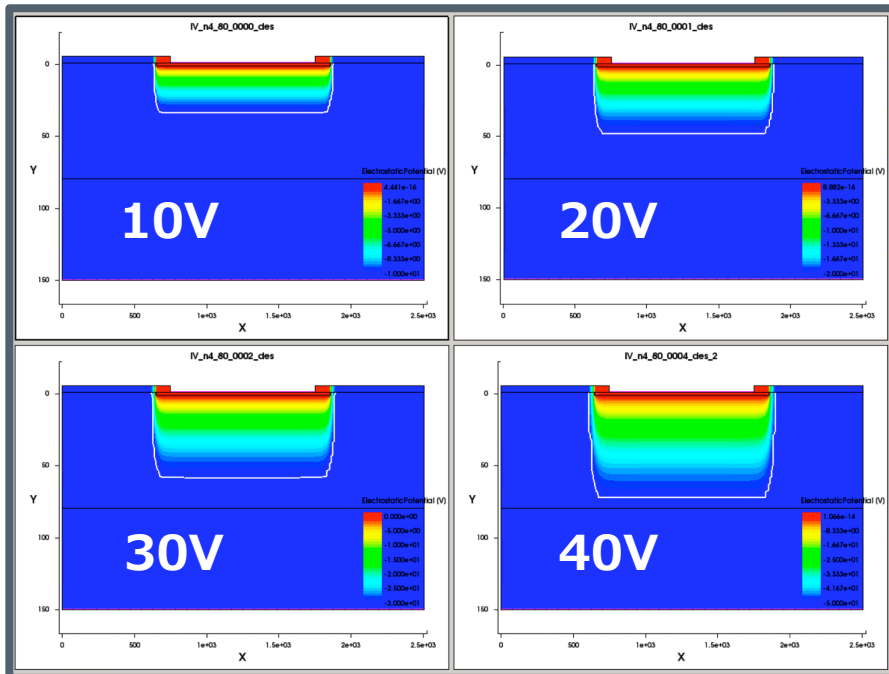 IV_n4_80_0000_des
0
50
Y
100
150
ElectrostaticPotential (V)
4.441e-16
-1.667e+00
-3.333e+00
-5.000e+00
-6.667e+00
-8.333e+00
-1.000e+01
10V
0 500 1e+03 1.5e+03 2e+03 2.5e+03
X
IV_n4_80_0001_des
0
50
Y
100
150
ElectrostaticPotential (V)
8.882e-16
-3.333e+00
-6.667e+00
-1.000e+01
-1.333e+01
-1.667e+01
-2.000e+01
20V
0 500 1e+03 1.5e+03 2e+03 2.5e+03
X
IV_n4_80_0002_des
0
50
Y
100
150
ElectrostaticPotential (V)
0.000e+00
-5.000e+00
-1.000e+01
-1.500e+01
-2.000e+01
-2.500e+01
-3.000e+01
30V
0 500 1e+03 1.5e+03 2e+03 2.5e+03
X
IV_n4_80_0004_des_2
0
50
Y
100
150
ElectrostaticPotential (V)
1.066e-14
-8.333e+00
-1.667e+01
-2.500e+01
-3.333e+01
-4.167e+01
-5.000e+01
40V
0 500 1e+03 1.5e+03 2e+03 2.5e+03
X